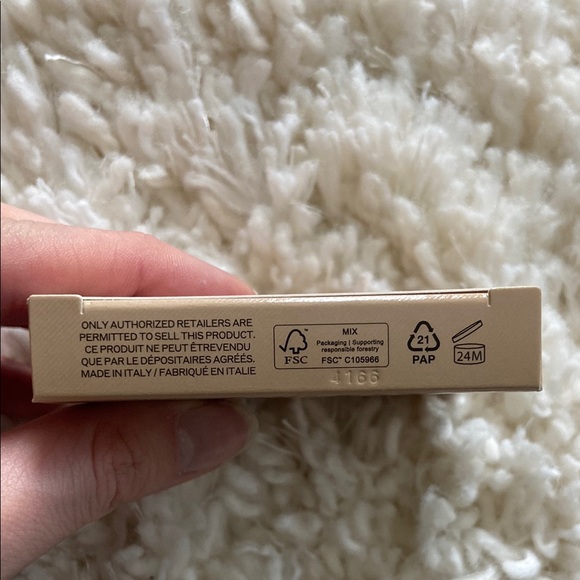 ONLY AUTHORIZED RETAILERS ARE
PERMITTED TO SELL THIS PRODUCT.
CE PRODUIT NE PEUT ÊTREVENDU
QUE PAR LE DÉPOSITAIRES AGRÉÉS.
MADE IN ITALY / FABRIQUÉ EN ITALIE
FSC
MIX
Packaging | Supporting
responsible forestry
FSC™ C105966
4166
21
PAP
24M